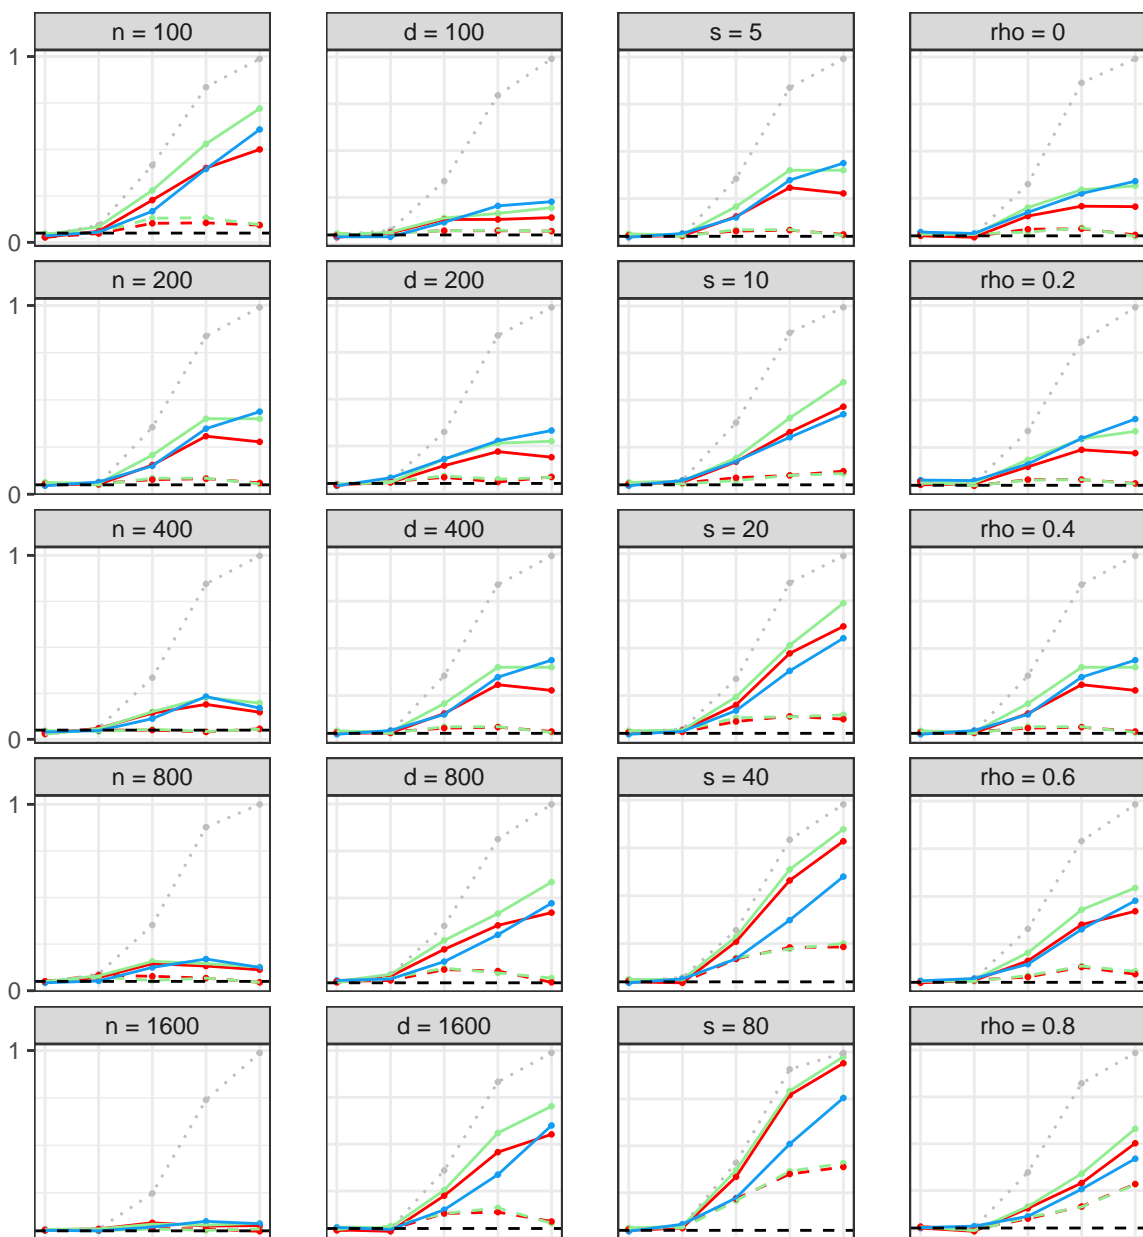 n = 100
d = 100
s = 5
rho = 0
1
0
n = 200
d = 200
s = 10
rho = 0.2
1
0
n = 400
d = 400
s = 20
rho = 0.4
1
0
n = 800
d = 800
s = 40
rho = 0.6
1
0
n = 1600
d = 1600
s = 80
rho = 0.8
1